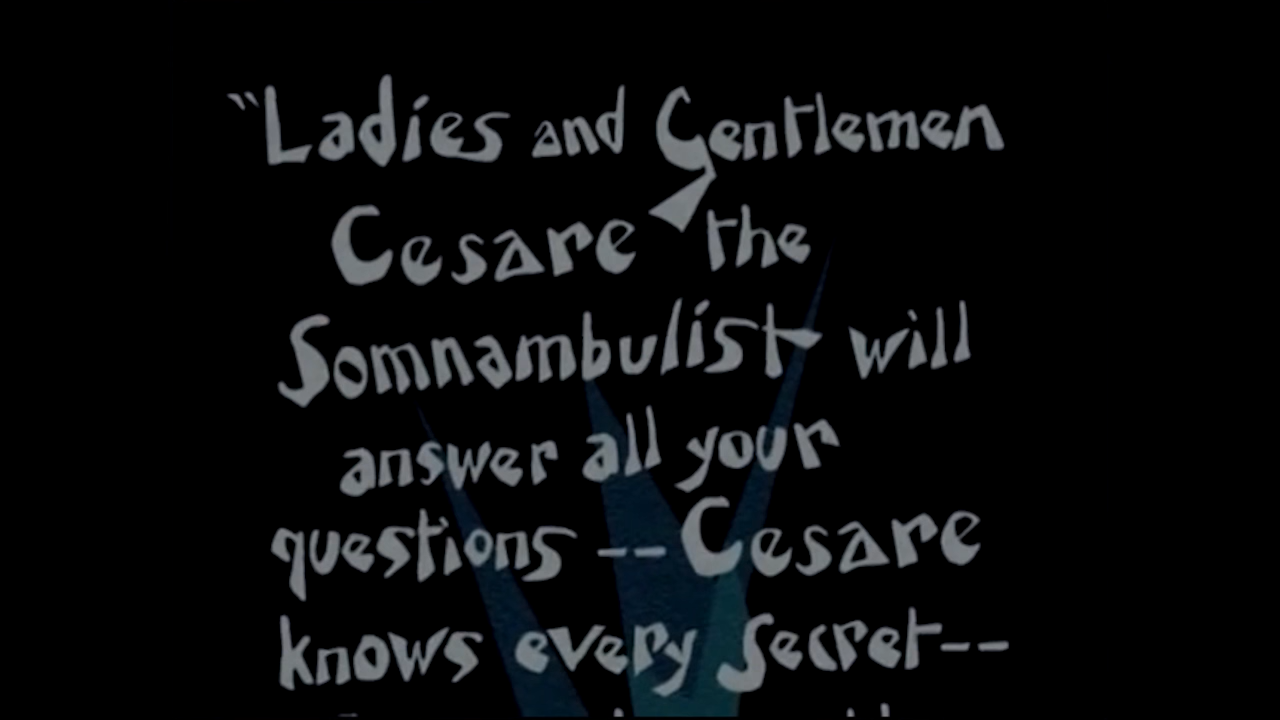 “Ladies and Gentlemen
Cesare the
Somnambulist will
answer all your
questions -- Cesare
knows every secret--